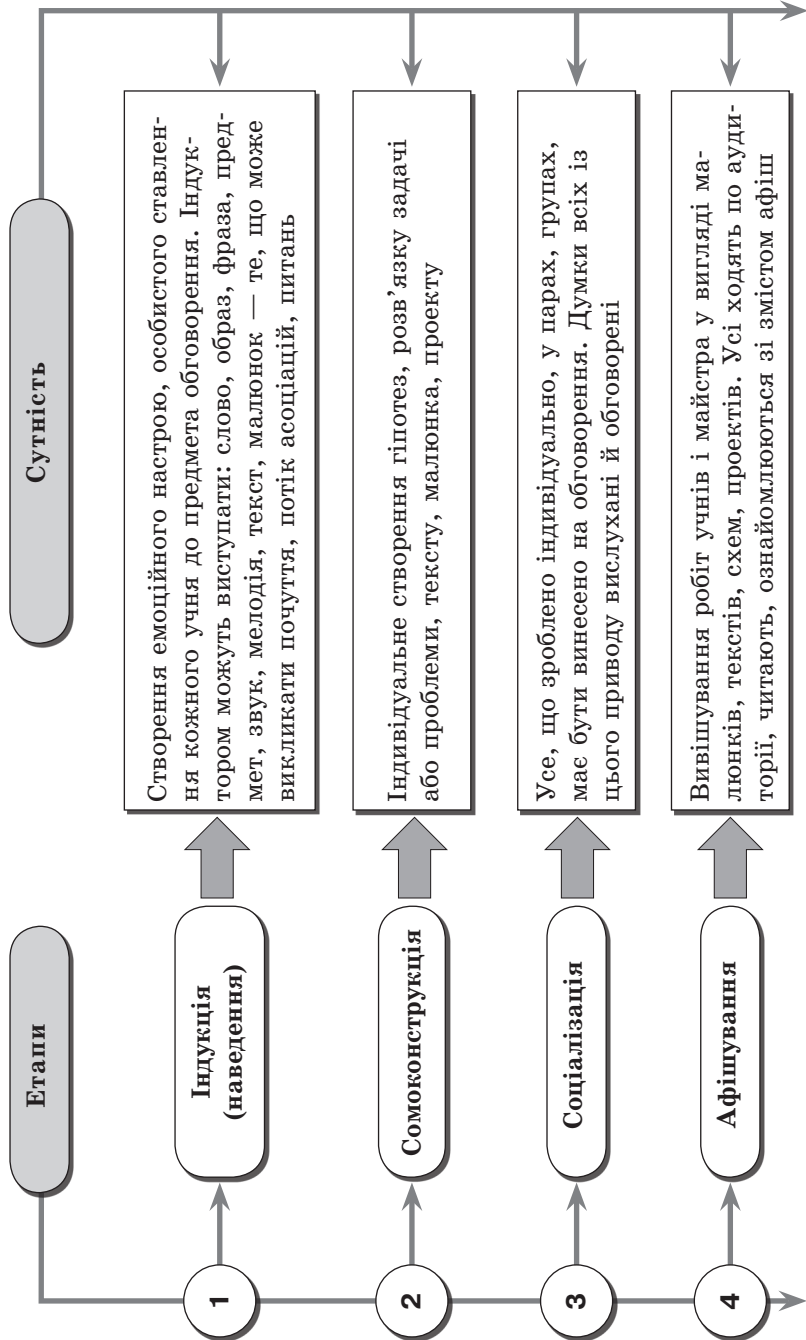 Етапи
Сутність
1
Індукція
(наведення)
Створення емоційного настрою, особистого ставлен-
ня кожного учня до предмета обговорення. Індук-
тором можуть виступати: слово, образ, фраза, пред-
мет, звук, мелодія, текст, малюнок — те, що може
викликати почуття, потік асоціацій, питань
2
Сомоконструкція
Індивідуальне створення гіпотез, розв’язку задачі
або проблеми, тексту, малюнка, проекту
3
Соціалізація
Усе, що зроблено індивідуально, у парах, групах,
має бути винесено на обговорення. Думки всіх із
цього приводу вислухані й обговорені
4
Афішування
Вивішування робіт учнів і майстра у вигляді ма-
люнків, текстів, схем, проектів. Усі ходять по ауди-
торії, читають, ознайомлюються зі змістом афіш